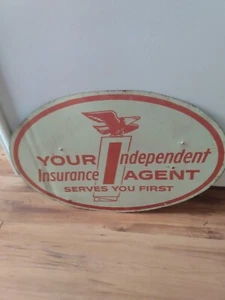 YOUR Independent
Insurance AGENT
SERVES YOU FIRST